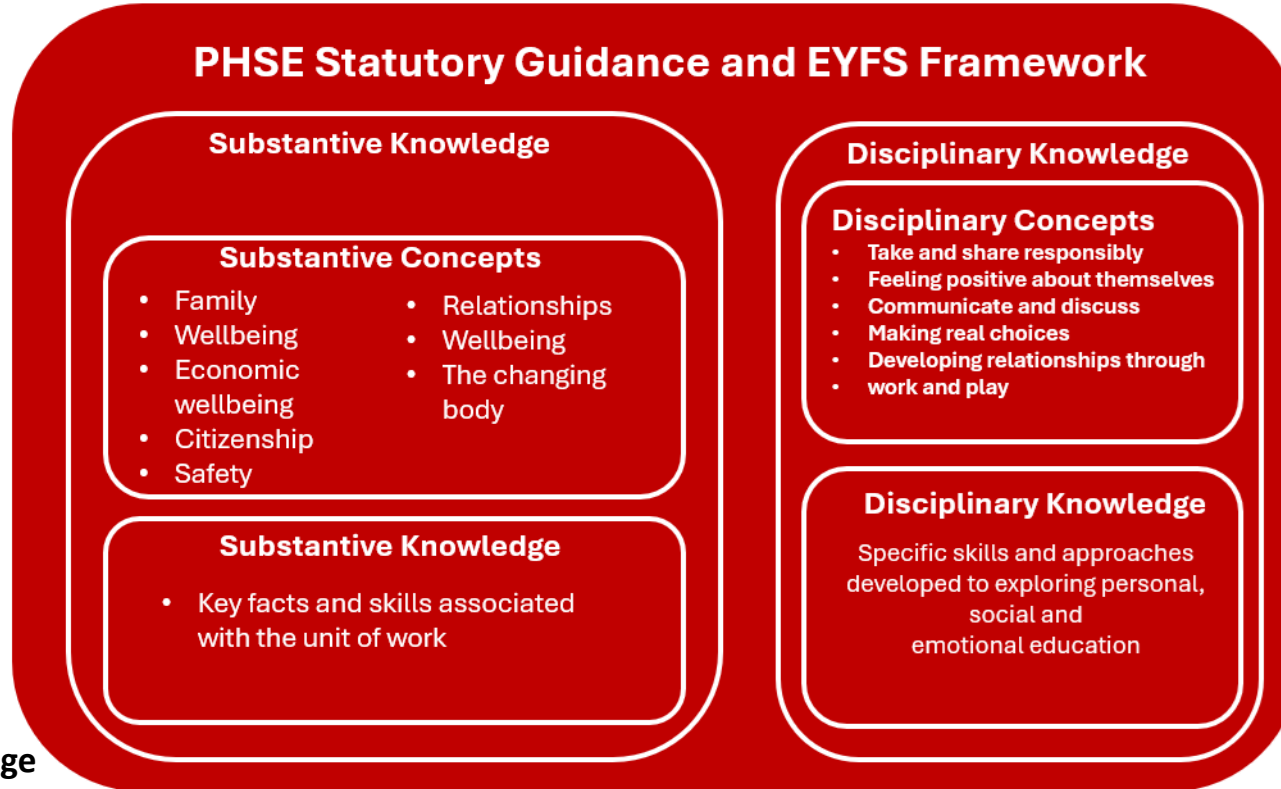 PHSE Statutory Guidance and EYFS Framework
Substantive Knowledge
Substantive Concepts
• Family
• Wellbeing
• Economic
wellbeing
• Citizenship
• Safety
• Relationships
• Wellbeing
• The changing
body
Substantive Knowledge
• Key facts and skills associated
with the unit of work
Disciplinary Knowledge
Disciplinary Concepts
• Take and share responsibly
• Feeling positive about themselves
• Communicate and discuss
• Making real choices
• Developing relationships through
• work and play
Disciplinary Knowledge
Specific skills and approaches
developed to exploring personal,
social and
emotional education
ge